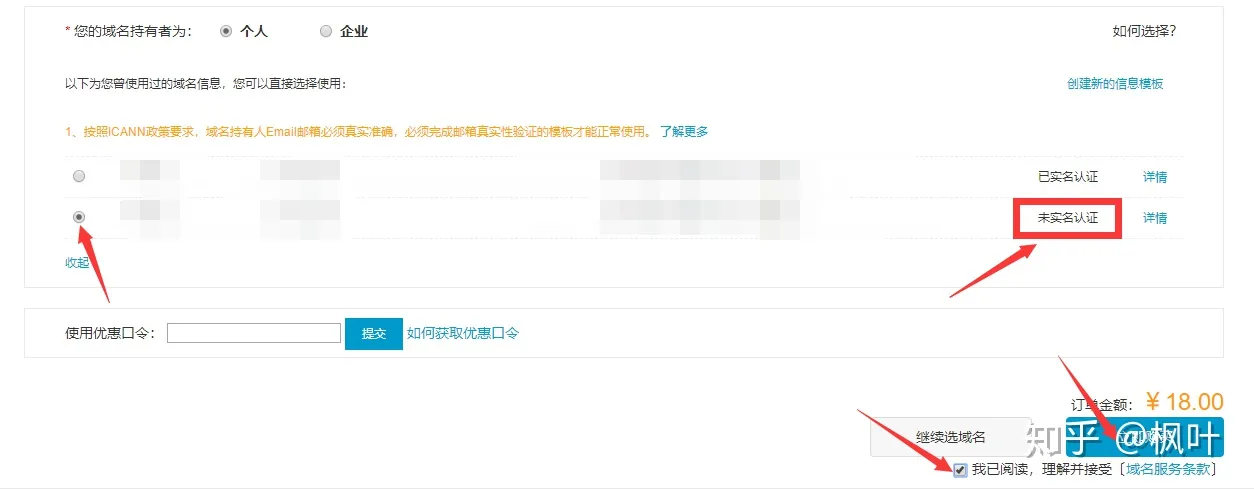 * 您的域名持有者为： 个人 企业 如何选择?
以下为您曾使用过的域名信息，您可以直接选择使用： 创建新的信息模板
1、按照ICANN政策要求，域名持有人Email邮箱必须真实准确，必须完成邮箱真实性验证的模板才能正常使用。 了解更多
已实名认证 详情
未实名认证 详情
收起
使用优惠口令： 提交 如何获取优惠口令
订单金额： ¥ 18.00
继续选域名
知乎 @枫叶
我已阅读，理解并接受［域名服务条款］